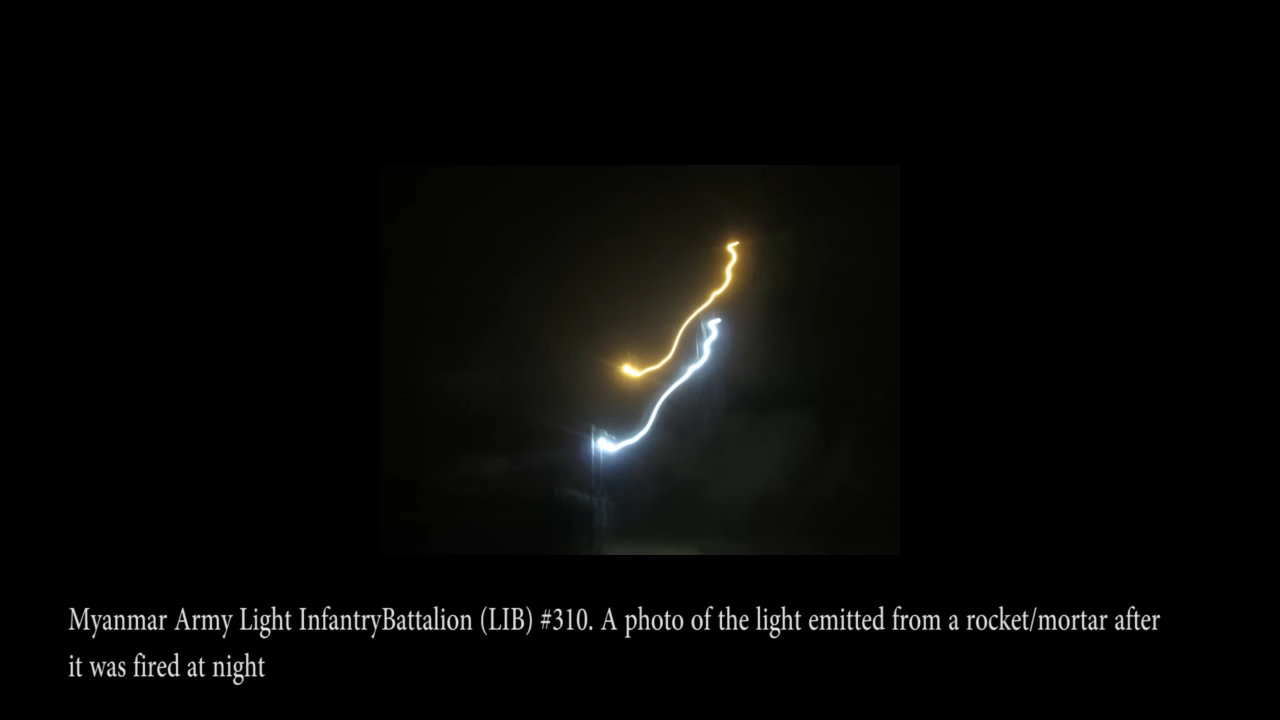 Myanmar Army Light InfantryBattalion (LIB) #310. A photo of the light emitted from a rocket/mortar after
it was fired at night